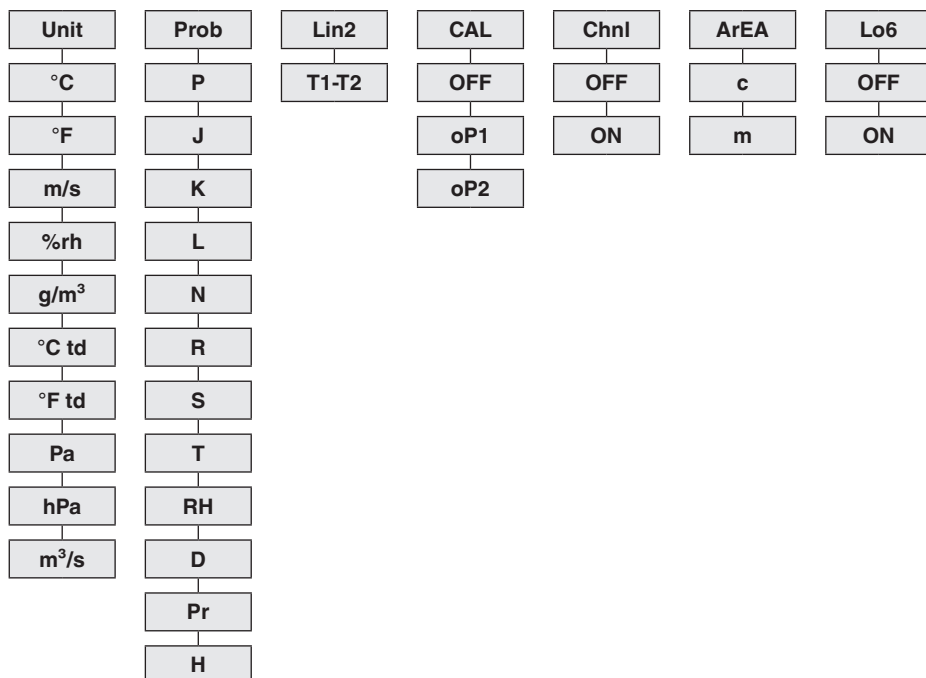 Unit Prob Lin2 CAL Chnl ArEA Lo6
°C P T1-T2 OFF OFF c OFF
°F J oP1 ON m ON
m/s K oP2
%rh L
g/m³ N
°C td R
°F td S
Pa T
hPa RH
m³/s D
Pr
H